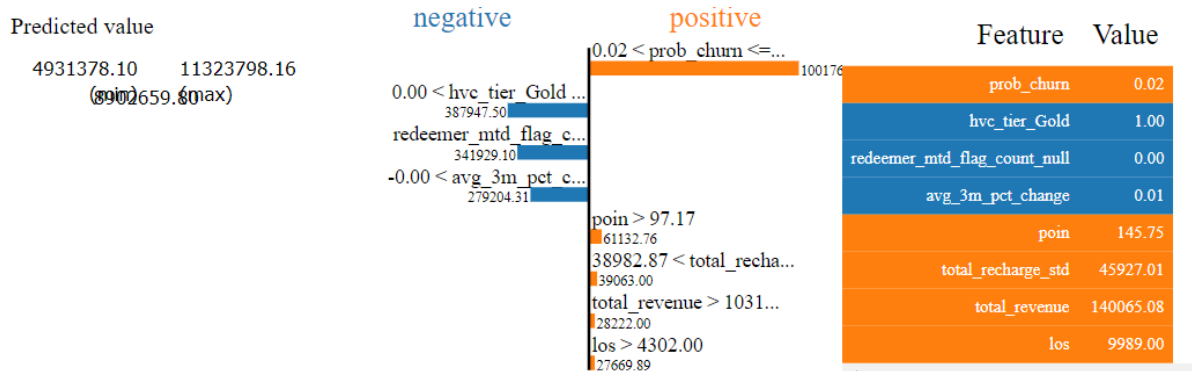 Predicted value
4931378.10 11323798.16
(min) (max)
8902659.80
negative positive
0.02 < prob_churn <=...
100176
0.00 < hvc_tier_Gold ...
387947.50
redeemer_mtd_flag_c...
341929.10
-0.00 < avg_3m_pct_c...
279204.31
poin > 97.17
61132.76
38982.87 < total_recha...
39063.00
total_revenue > 1031...
28222.00
los > 4302.00
27669.89
Feature Value
prob_churn 0.02
hvc_tier_Gold 1.00
redeemer_mtd_flag_count_null 0.00
avg_3m_pct_change 0.01
poin 145.75
total_recharge_std 45927.01
total_revenue 140065.08
los 9989.00